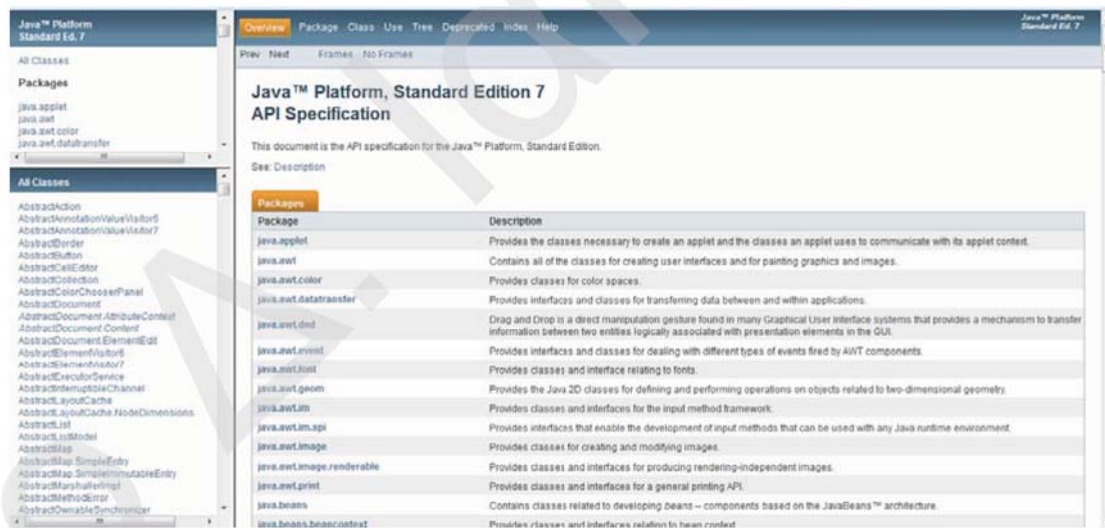 Java™ Platform
Standard Ed. 7
All Classes
Packages
java.applet
java.awt
java.awt.color
java.awt.datatransfer
All Classes
AbstractAction
AbstractAnnotationValueVisitor6
AbstractAnnotationValueVisitor7
AbstractBorder
AbstractButton
AbstractCellEditor
AbstractCollection
AbstractColorChooserPanel
AbstractDocument
AbstractDocument.AttributeContext
AbstractDocument.Content
AbstractDocument.ElementEdit
AbstractElementVisitor6
AbstractElementVisitor7
AbstractExecutorService
AbstractInterruptibleChannel
AbstractLayoutCache
AbstractLayoutCache.NodeDimensions
AbstractList
AbstractListModel
AbstractMap
AbstractMap.SimpleEntry
AbstractMap.SimpleImmutableEntry
AbstractMarshallerImpl
AbstractMethodError
AbstractOwnableSynchronizer
Overview Package Class Use Tree Deprecated Index Help
Java™ Platform
Standard Ed. 7
Prev Next Frames No Frames
Java™ Platform, Standard Edition 7
API Specification
This document is the API specification for the Java™ Platform, Standard Edition.
See: Description
Packages
Package Description
java.applet Provides the classes necessary to create an applet and the classes an applet uses to communicate with its applet context.
java.awt Contains all of the classes for creating user interfaces and for painting graphics and images.
java.awt.color Provides classes for color spaces.
java.awt.datatransfer Provides interfaces and classes for transferring data between and within applications.
java.awt.dnd Drag and Drop is a direct manipulation gesture found in many Graphical User Interface systems that provides a mechanism to transfer
information between two entities logically associated with presentation elements in the GUI.
java.awt.event Provides interfaces and classes for dealing with different types of events fired by AWT components.
java.awt.font Provides classes and interface relating to fonts.
java.awt.geom Provides the Java 2D classes for defining and performing operations on objects related to two-dimensional geometry.
java.awt.im Provides classes and interfaces for the input method framework.
java.awt.im.spi Provides interfaces that enable the development of input methods that can be used with any Java runtime environment.
java.awt.image Provides classes for creating and modifying images.
java.awt.image.renderable Provides classes and interfaces for producing rendering-independent images.
java.awt.print Provides classes and interfaces for a general printing API.
java.beans Contains classes related to developing beans -- components based on the JavaBeans™ architecture.
java.beans.beancontext Provides classes and interfaces relating to bean context.